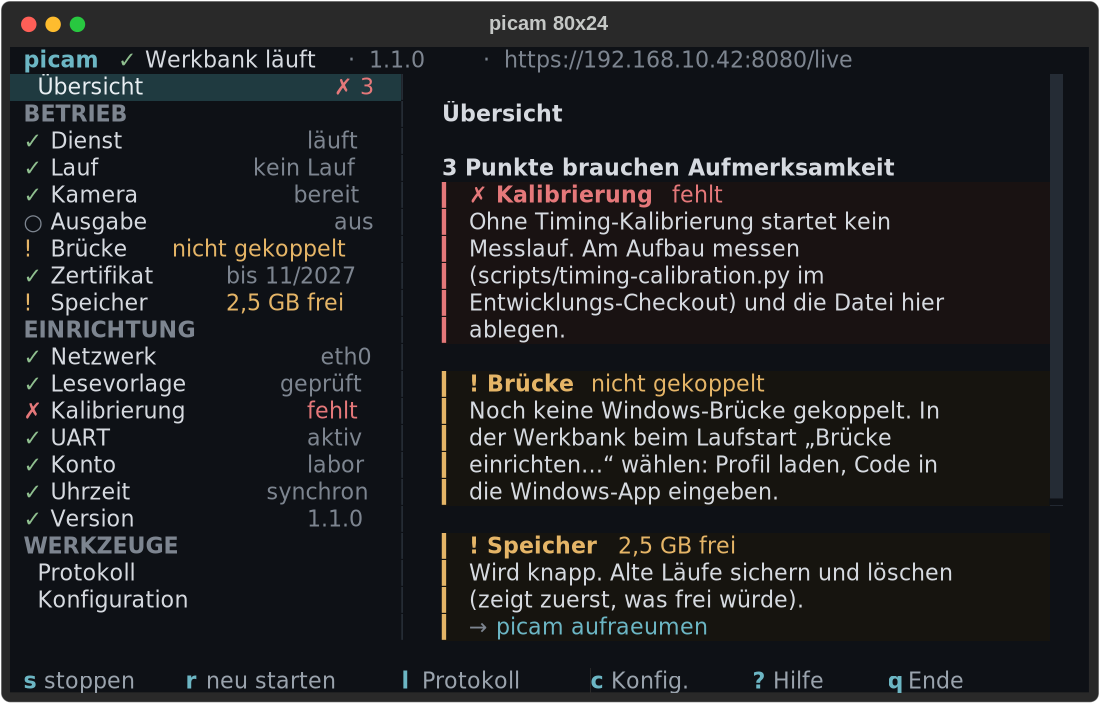 picam 80x24
picam ✓ Werkbank läuft · 1.1.0 · https://192.168.10.42:8080/live
Übersicht ✗ 3
BETRIEB
✓ Dienst läuft
✓ Lauf kein Lauf
✓ Kamera bereit
○ Ausgabe aus
! Brücke nicht gekoppelt
✓ Zertifikat bis 11/2027
! Speicher 2,5 GB frei
EINRICHTUNG
✓ Netzwerk eth0
✓ Lesevorlage geprüft
✗ Kalibrierung fehlt
✓ UART aktiv
✓ Konto labor
✓ Uhrzeit synchron
✓ Version 1.1.0
WERKZEUGE
Protokoll
Konfiguration
Übersicht
3 Punkte brauchen Aufmerksamkeit
✗ Kalibrierung fehlt
Ohne Timing-Kalibrierung startet kein
Messlauf. Am Aufbau messen
(scripts/timing-calibration.py im
Entwicklungs-Checkout) und die Datei hier
ablegen.
! Brücke nicht gekoppelt
Noch keine Windows-Brücke gekoppelt. In
der Werkbank beim Laufstart „Brücke
einrichten…“ wählen: Profil laden, Code in
die Windows-App eingeben.
! Speicher 2,5 GB frei
Wird knapp. Alte Läufe sichern und löschen
(zeigt zuerst, was frei würde).
→ picam aufraeumen
s stoppen r neu starten l Protokoll c Konfig. ? Hilfe q Ende